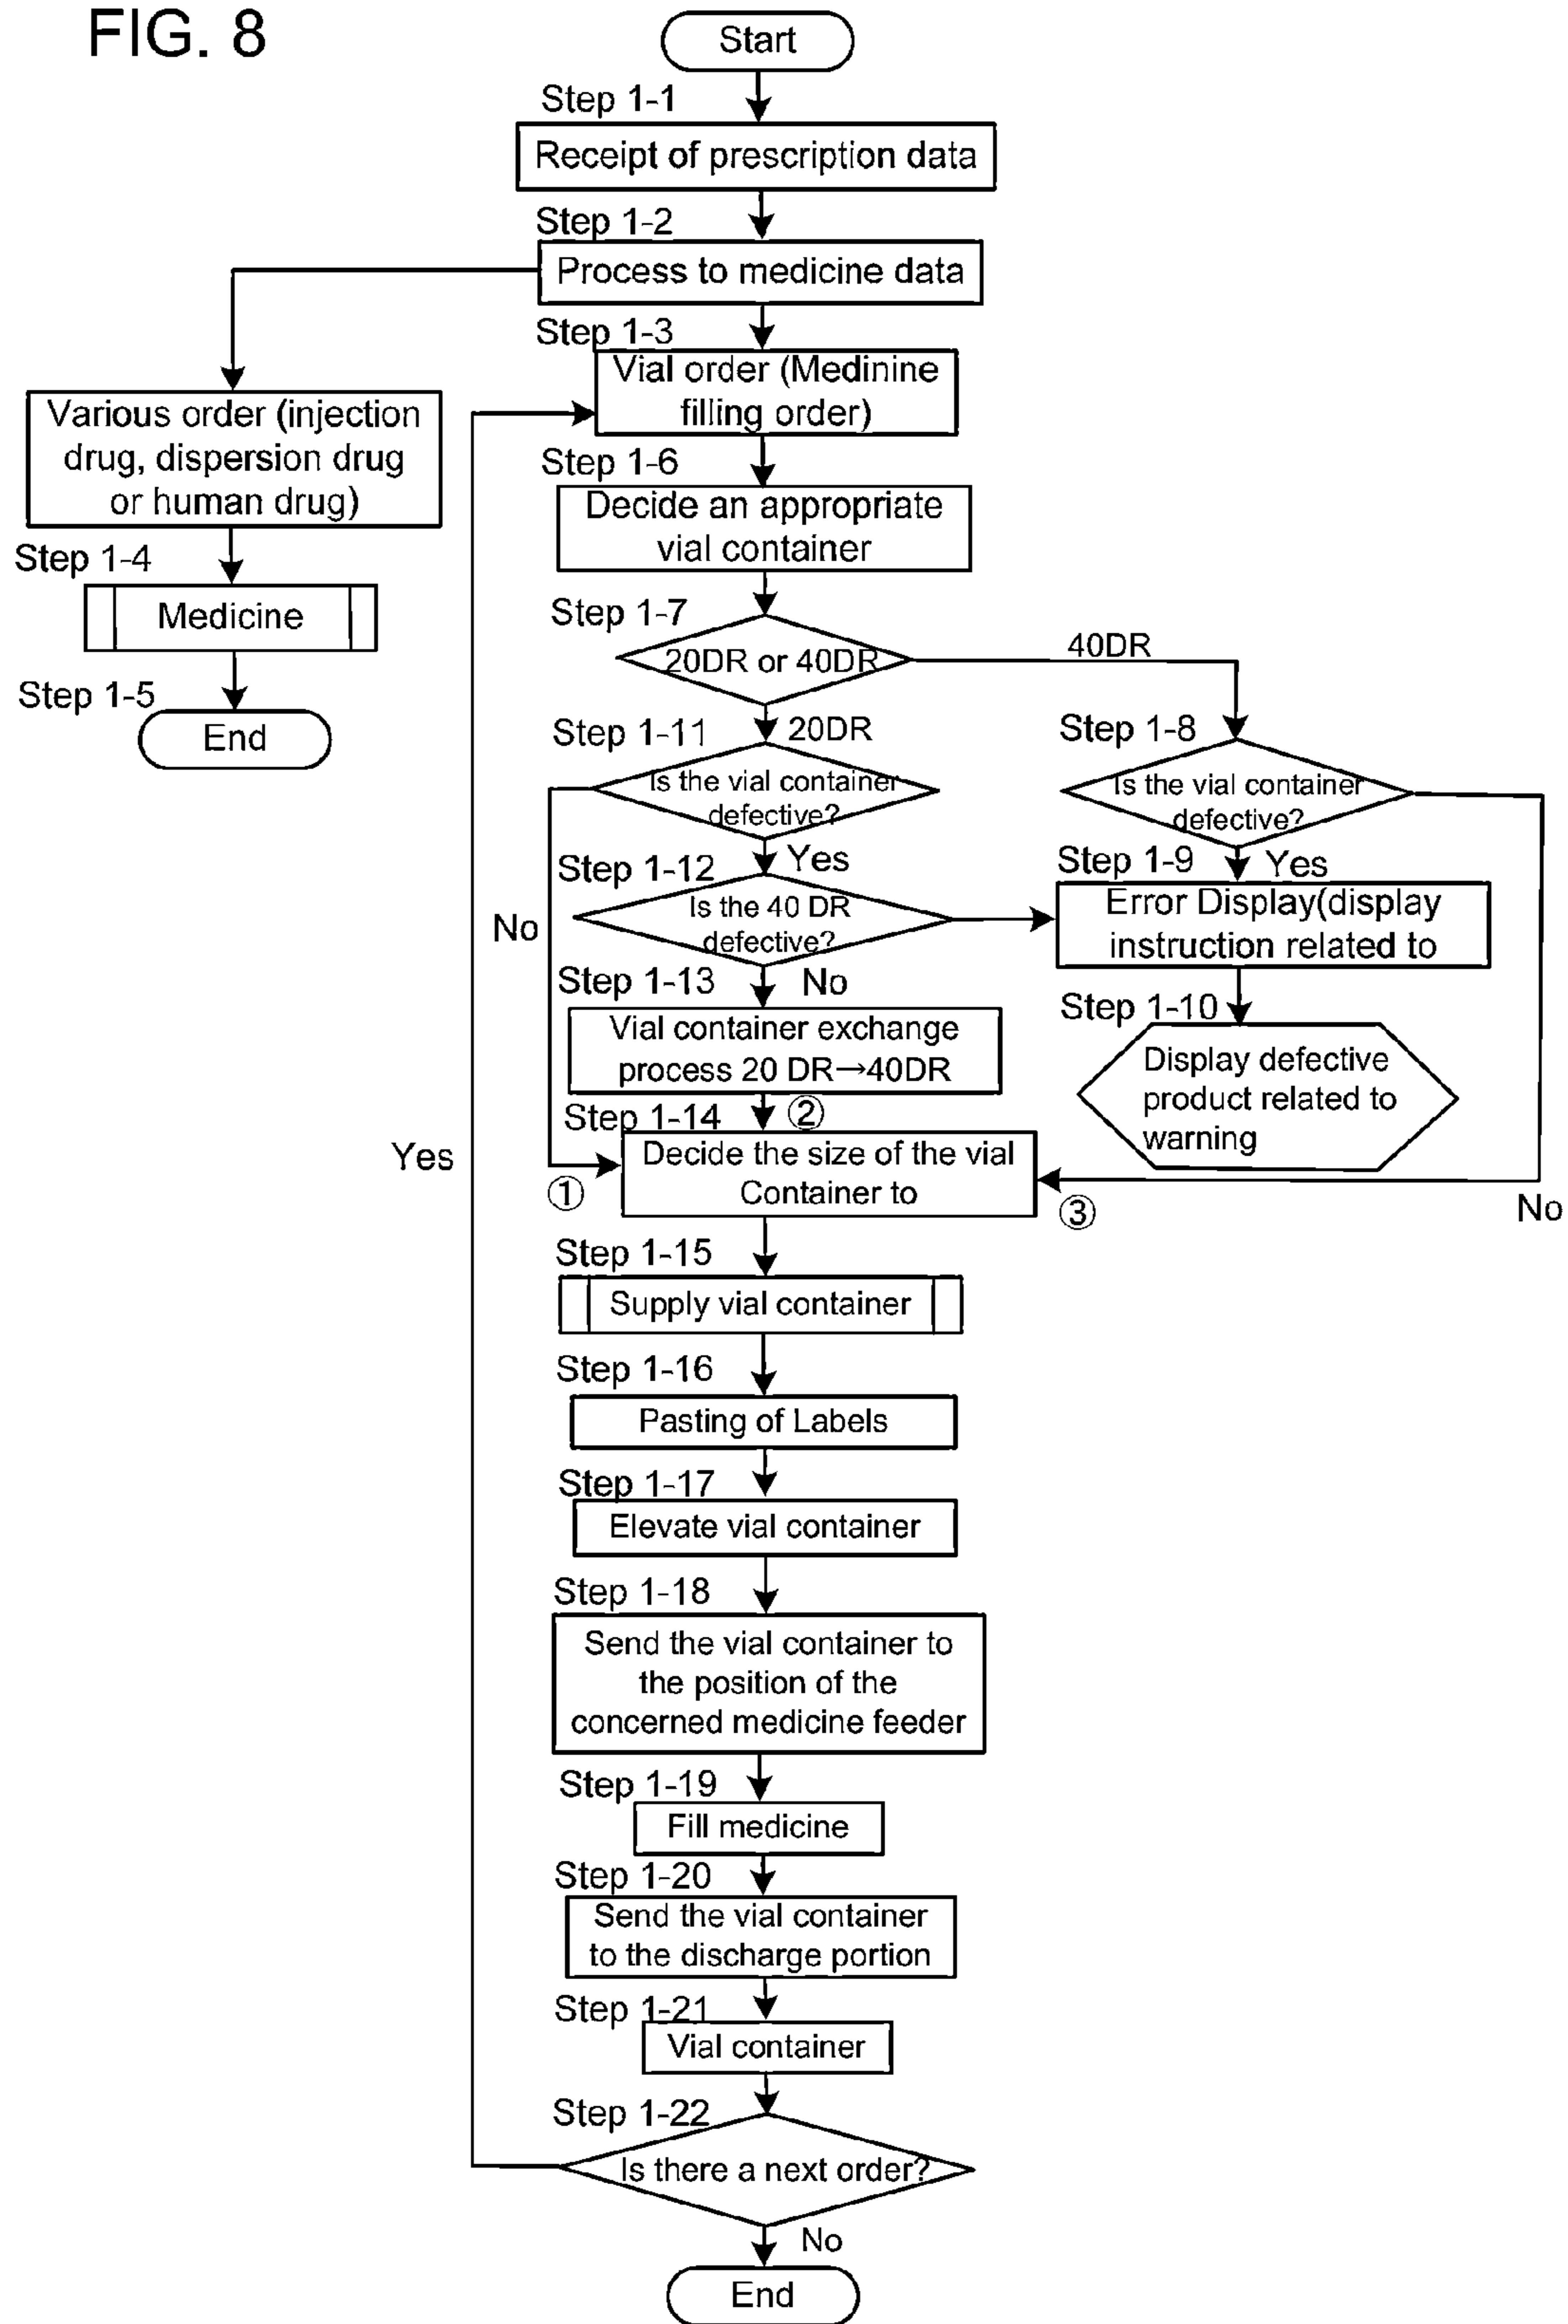 FIG. 8
Start
Step 1-1
Receipt of prescription data
Step 1-2
Process to medicine data
Step 1-3
Vial order (Medinine
filling order)
Various order (injection
drug, dispersion drug
or human drug)
Step 1-4
Medicine
Step 1-5
End
Step 1-6
Decide an appropriate
vial container
Step 1-7
20DR or 40DR
40DR
20DR
Step 1-8
Is the vial container
defective?
Yes
No
Step 1-9
Error Display(display
instruction related to
Step 1-10
Display defective
product related to
warning
Step 1-11
Is the vial container
defective?
Yes
No
Step 1-12
Is the 40 DR
defective?
No
Step 1-13
Vial container exchange
process 20 DR→40DR
②
Step 1-14
Decide the size of the vial
Container to
①
③
Step 1-15
Supply vial container
Step 1-16
Pasting of Labels
Step 1-17
Elevate vial container
Step 1-18
Send the vial container to
the position of the
concerned medicine feeder
Step 1-19
Fill medicine
Step 1-20
Send the vial container
to the discharge portion
Step 1-21
Vial container
Step 1-22
Is there a next order?
Yes
No
End